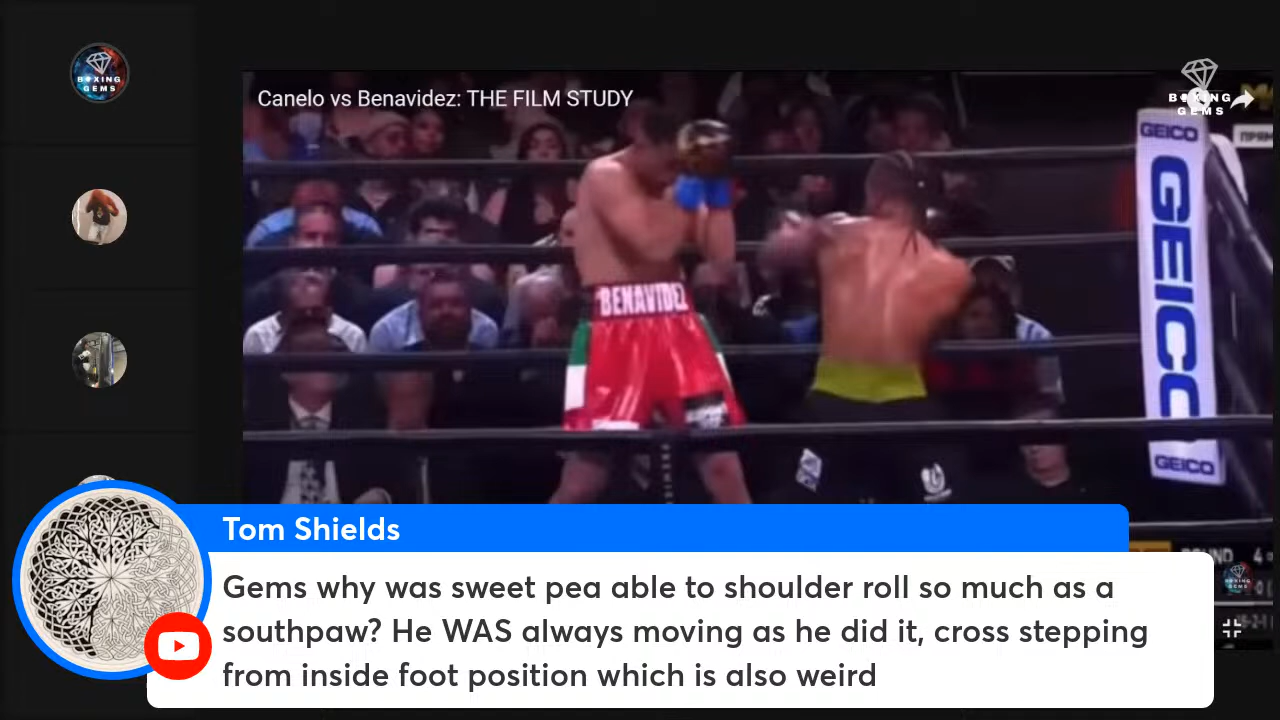 BOXING
GEMS
Canelo vs Benavidez: THE FILM STUDY
BOXING
GEMS
GEICO
GEICO
BENAVIDEZ
GEICO
Tom Shields
Gems why was sweet pea able to shoulder roll so much as a
southpaw? He WAS always moving as he did it, cross stepping
from inside foot position which is also weird